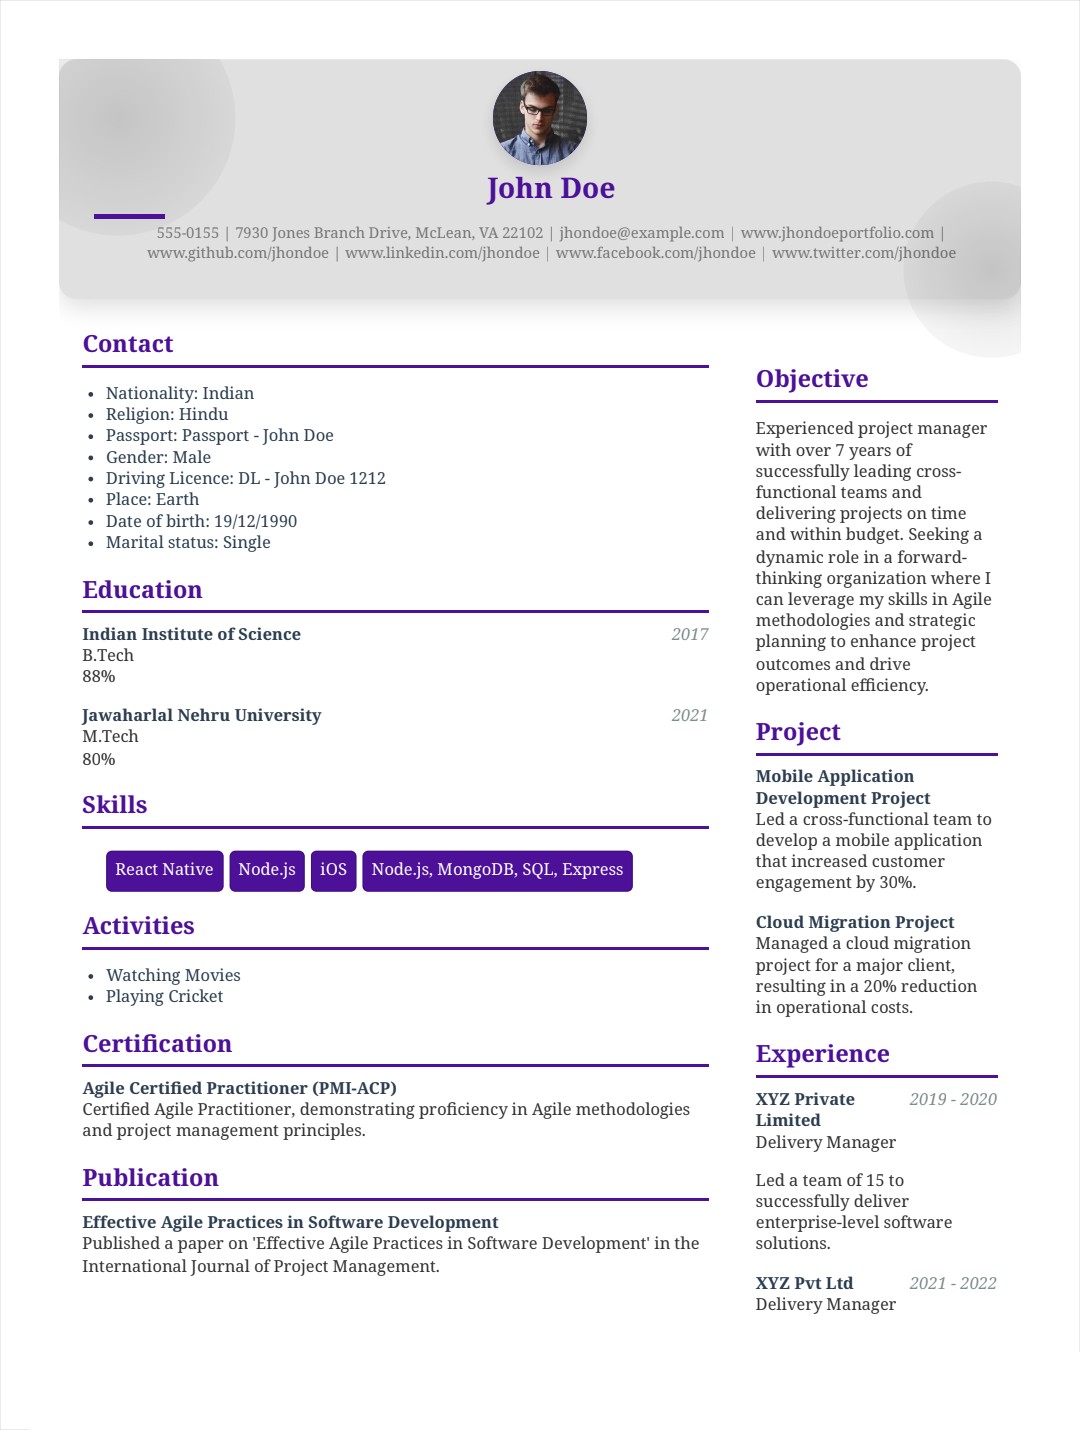 John Doe
555-0155 | 7930 Jones Branch Drive, McLean, VA 22102 | jhondoe@example.com | www.jhondoeportfolio.com |
www.github.com/jhondoe | www.linkedin.com/jhondoe | www.facebook.com/jhondoe | www.twitter.com/jhondoe
Contact
• Nationality: Indian
• Religion: Hindu
• Passport: Passport - John Doe
• Gender: Male
• Driving Licence: DL - John Doe 1212
• Place: Earth
• Date of birth: 19/12/1990
• Marital status: Single
Education
Indian Institute of Science 2017
B.Tech
88%
Jawaharlal Nehru University 2021
M.Tech
80%
Skills
React Native Node.js iOS Node.js, MongoDB, SQL, Express
Activities
• Watching Movies
• Playing Cricket
Certification
Agile Certified Practitioner (PMI-ACP)
Certified Agile Practitioner, demonstrating proficiency in Agile methodologies
and project management principles.
Publication
Effective Agile Practices in Software Development
Published a paper on 'Effective Agile Practices in Software Development' in the
International Journal of Project Management.
Objective
Experienced project manager
with over 7 years of
successfully leading cross-
functional teams and
delivering projects on time
and within budget. Seeking a
dynamic role in a forward-
thinking organization where I
can leverage my skills in Agile
methodologies and strategic
planning to enhance project
outcomes and drive
operational efficiency.
Project
Mobile Application
Development Project
Led a cross-functional team to
develop a mobile application
that increased customer
engagement by 30%.
Cloud Migration Project
Managed a cloud migration
project for a major client,
resulting in a 20% reduction
in operational costs.
Experience
XYZ Private 2019 - 2020
Limited
Delivery Manager
Led a team of 15 to
successfully deliver
enterprise-level software
solutions.
XYZ Pvt Ltd 2021 - 2022
Delivery Manager